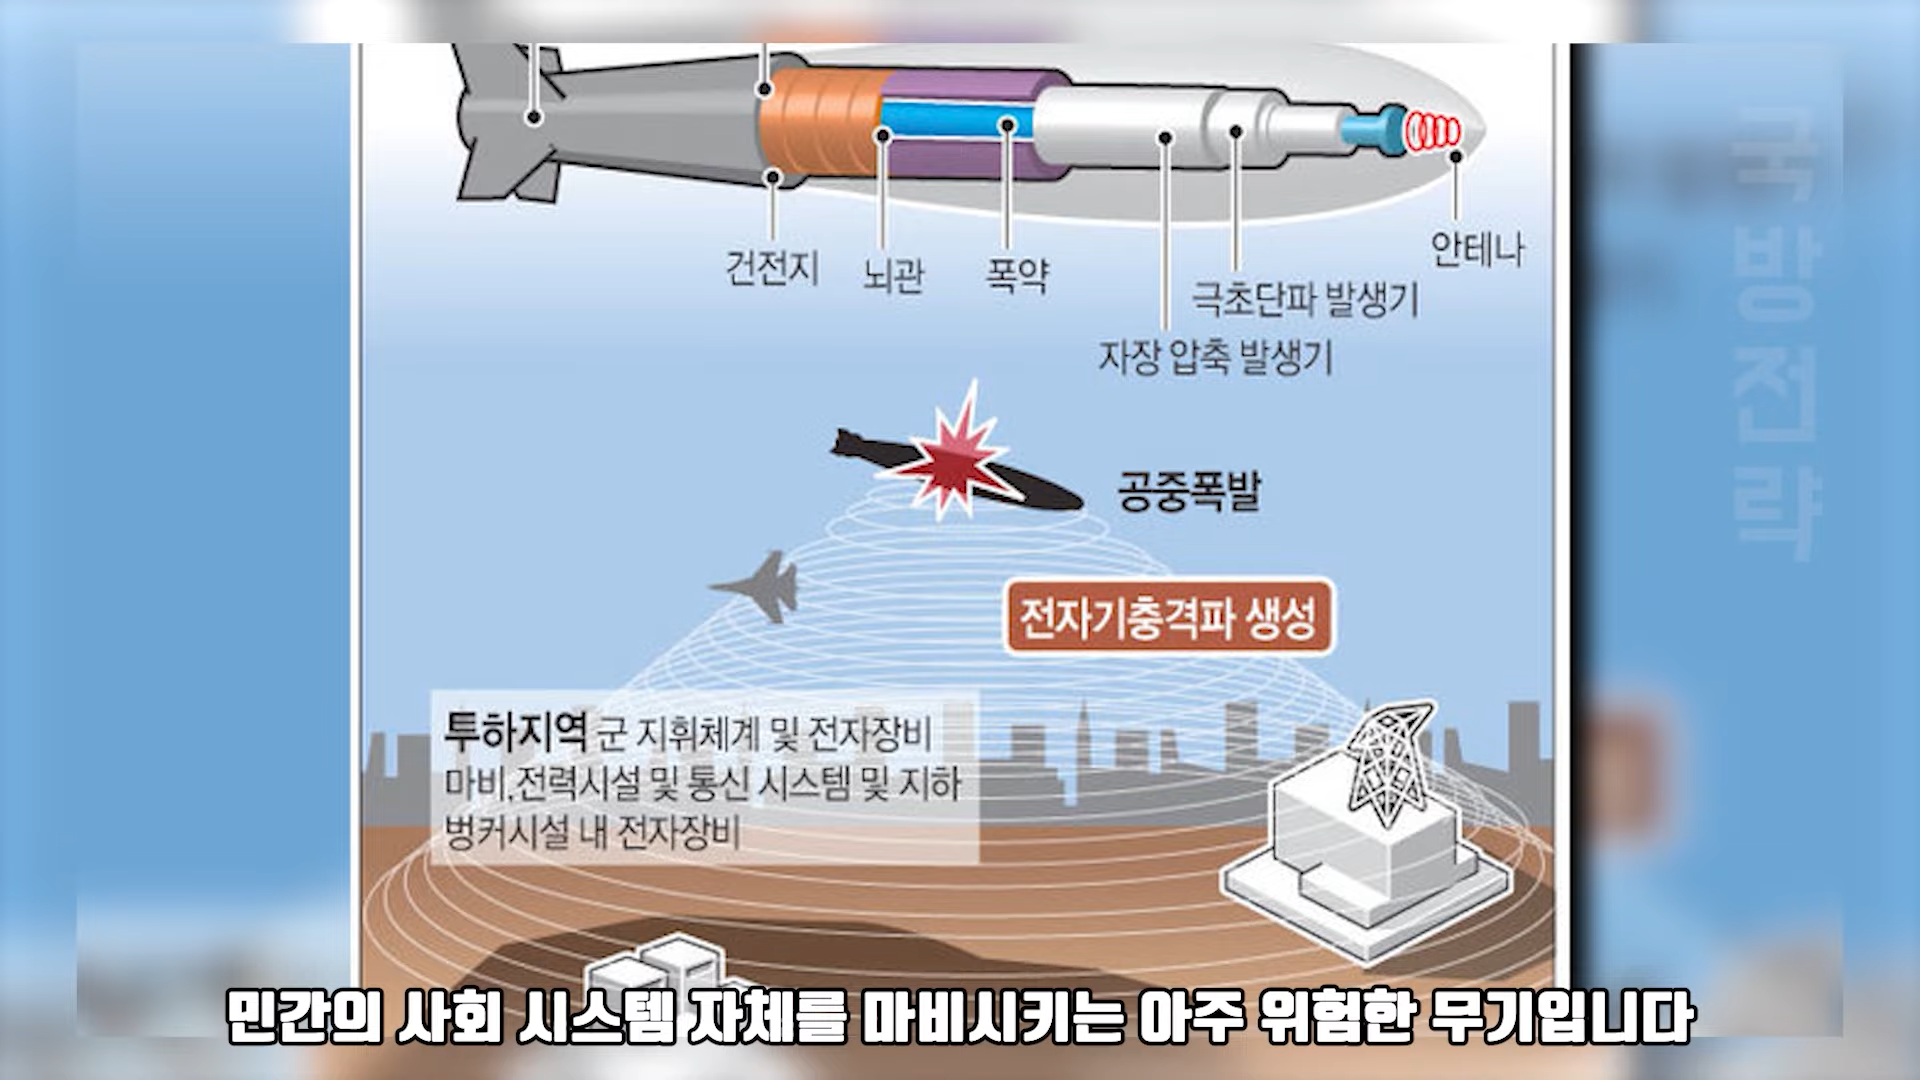 건전지
뇌관
폭약
안테나
극초단파 발생기
자장 압축 발생기
공중폭발
전자기충격파 생성
투하지역 군 지휘체계 및 전자장비
마비,전력시설 및 통신 시스템 및 지하
벙커시설 내 전자장비
국방전략
민간의 사회 시스템 자체를 마비시키는 아주 위험한 무기입니다